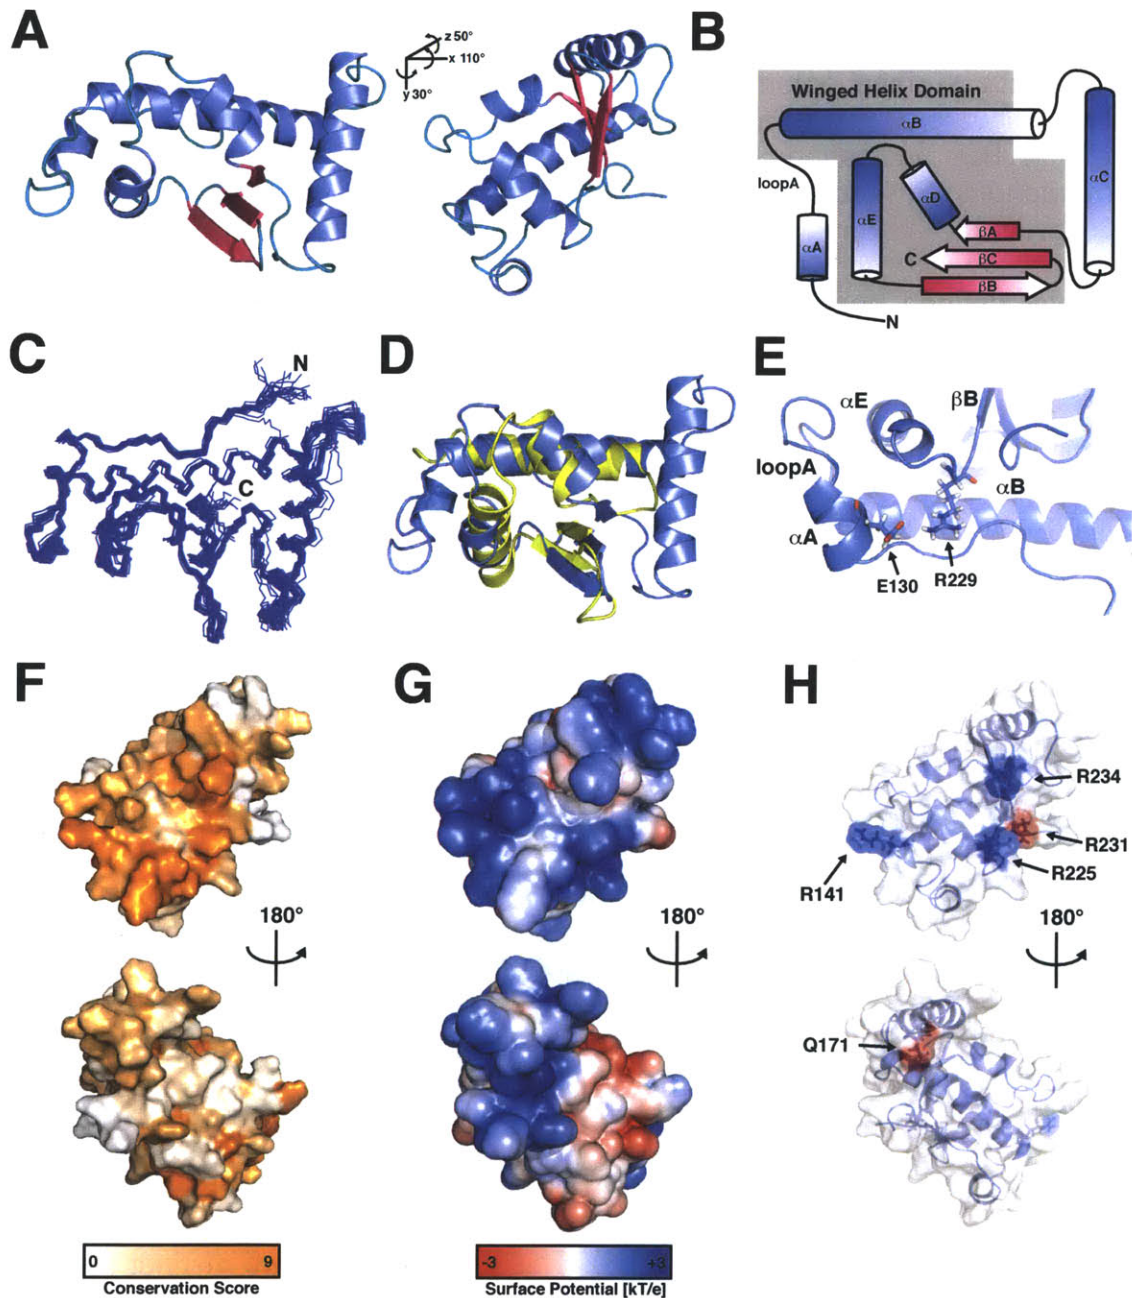 A
z 50°
x 110°
y 30°
B
Winged Helix Domain
αB
loopA
αA
αE
αD
αC
βA
C
βC
βB
N
C
N
C
D
E
αE
βB
loopA
αB
αA
E130
R229
F
180°
0
9
Conservation Score
G
180°
-3
+3
Surface Potential [kT/e]
H
R234
R231
R225
R141
180°
Q171